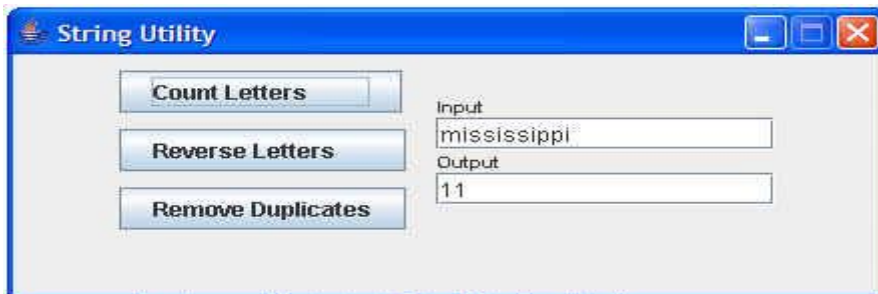 String Utility
Count Letters
Reverse Letters
Remove Duplicates
Input
mississippi
Output
11